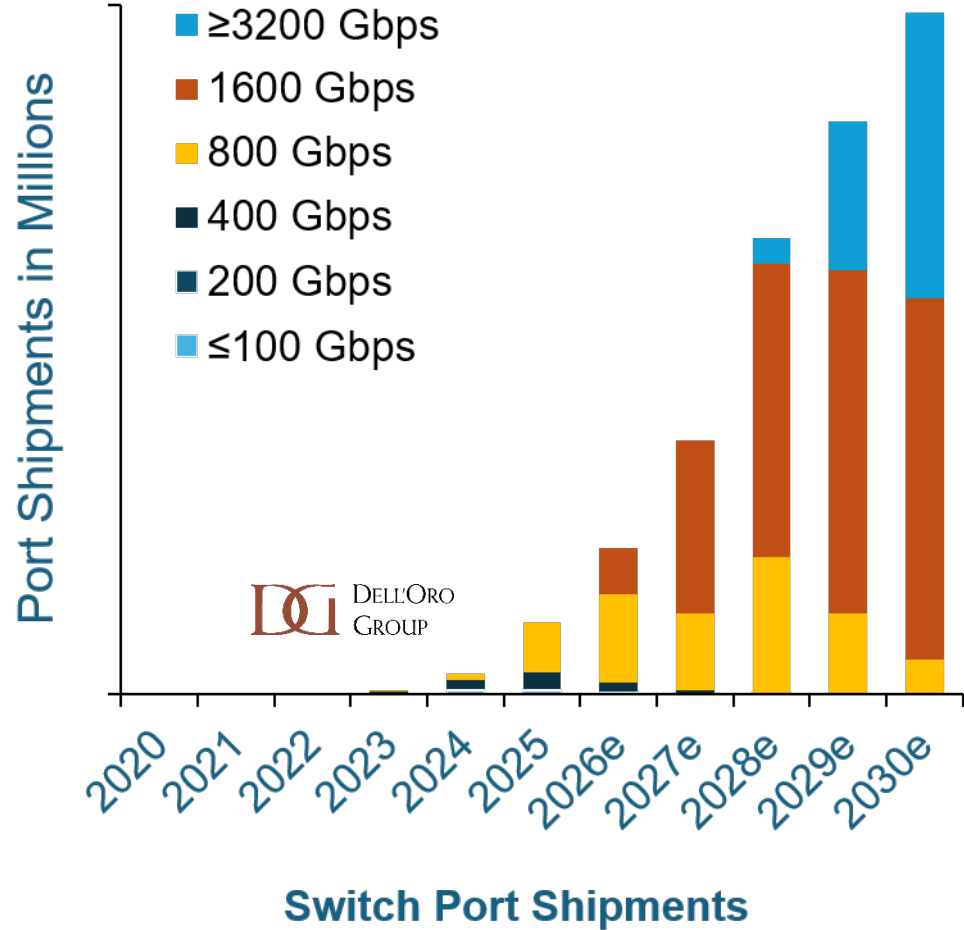 Port Shipments in Millions
≥3200 Gbps
1600 Gbps
800 Gbps
400 Gbps
200 Gbps
≤100 Gbps
DG
DELL'ORO
GROUP
2020
2021
2022
2023
2024
2025
2026e
2027e
2028e
2029e
2030e
Switch Port Shipments